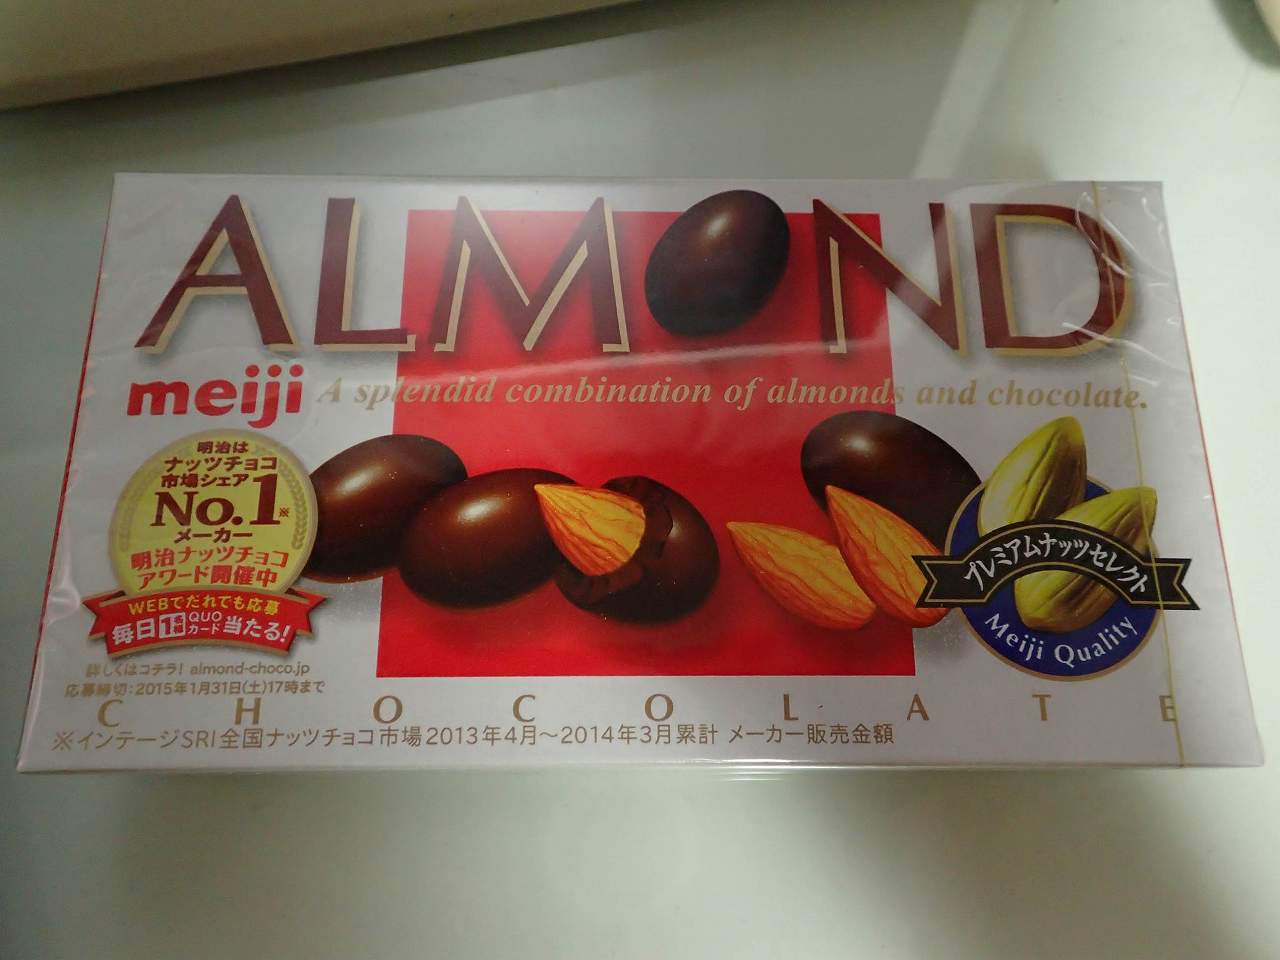 ALMOND
meiji
A splendid combination of almonds and chocolate.
明治は
ナッツチョコ
市場シェア
No.1※
メーカー
明治ナッツチョコ
アワード開催中
WEBでだれでも応募
毎日1名様QUOカード当たる!
詳しくはコチラ! almond-choco.jp
応募締切:2015年1月31日(土)17時まで
プレミアムナッツセレクト
Meiji Quality
CHOCOLATE
※インテージSRI全国ナッツチョコ市場2013年4月～2014年3月累計 メーカー販売金額